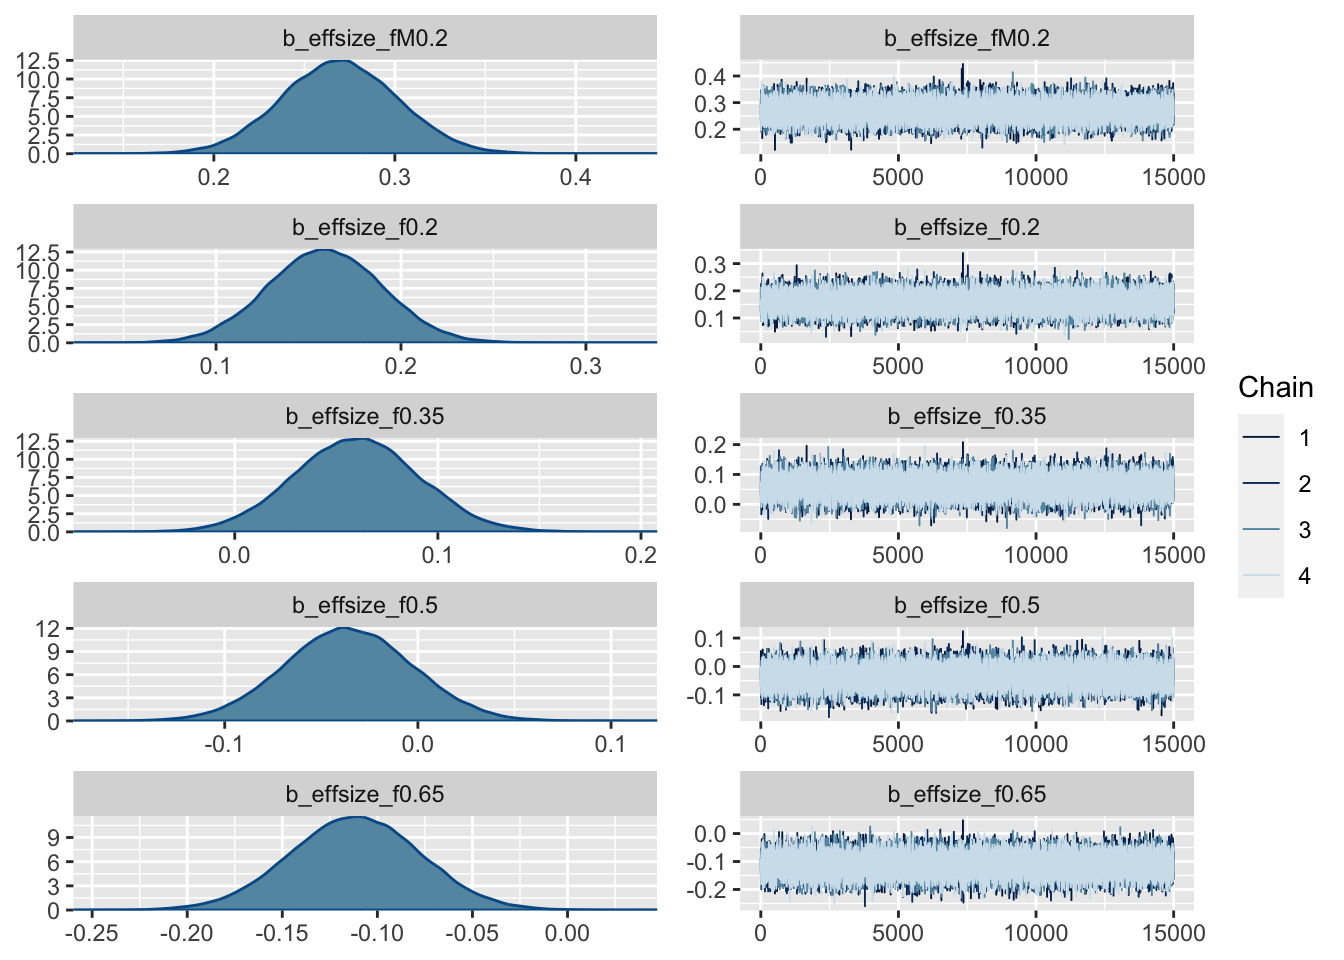 b_effsize_fM0.2
12.5
10.0
7.5
5.0
2.5
0.0
0.2 0.3 0.4
b_effsize_fM0.2
0.4
0.3
0.2
0 5000 10000 15000
b_effsize_f0.2
12.5
10.0
7.5
5.0
2.5
0.0
0.1 0.2 0.3
b_effsize_f0.2
0.3
0.2
0.1
0 5000 10000 15000
b_effsize_f0.35
12.5
10.0
7.5
5.0
2.5
0.0
0.0 0.1 0.2
b_effsize_f0.35
0.2
0.1
0.0
0 5000 10000 15000
b_effsize_f0.5
12
9
6
3
0
-0.1 0.0 0.1
b_effsize_f0.5
0.1
0.0
-0.1
0 5000 10000 15000
b_effsize_f0.65
9
6
3
0
-0.25 -0.20 -0.15 -0.10 -0.05 0.00
b_effsize_f0.65
0.0
-0.1
-0.2
0 5000 10000 15000
Chain
1
2
3
4